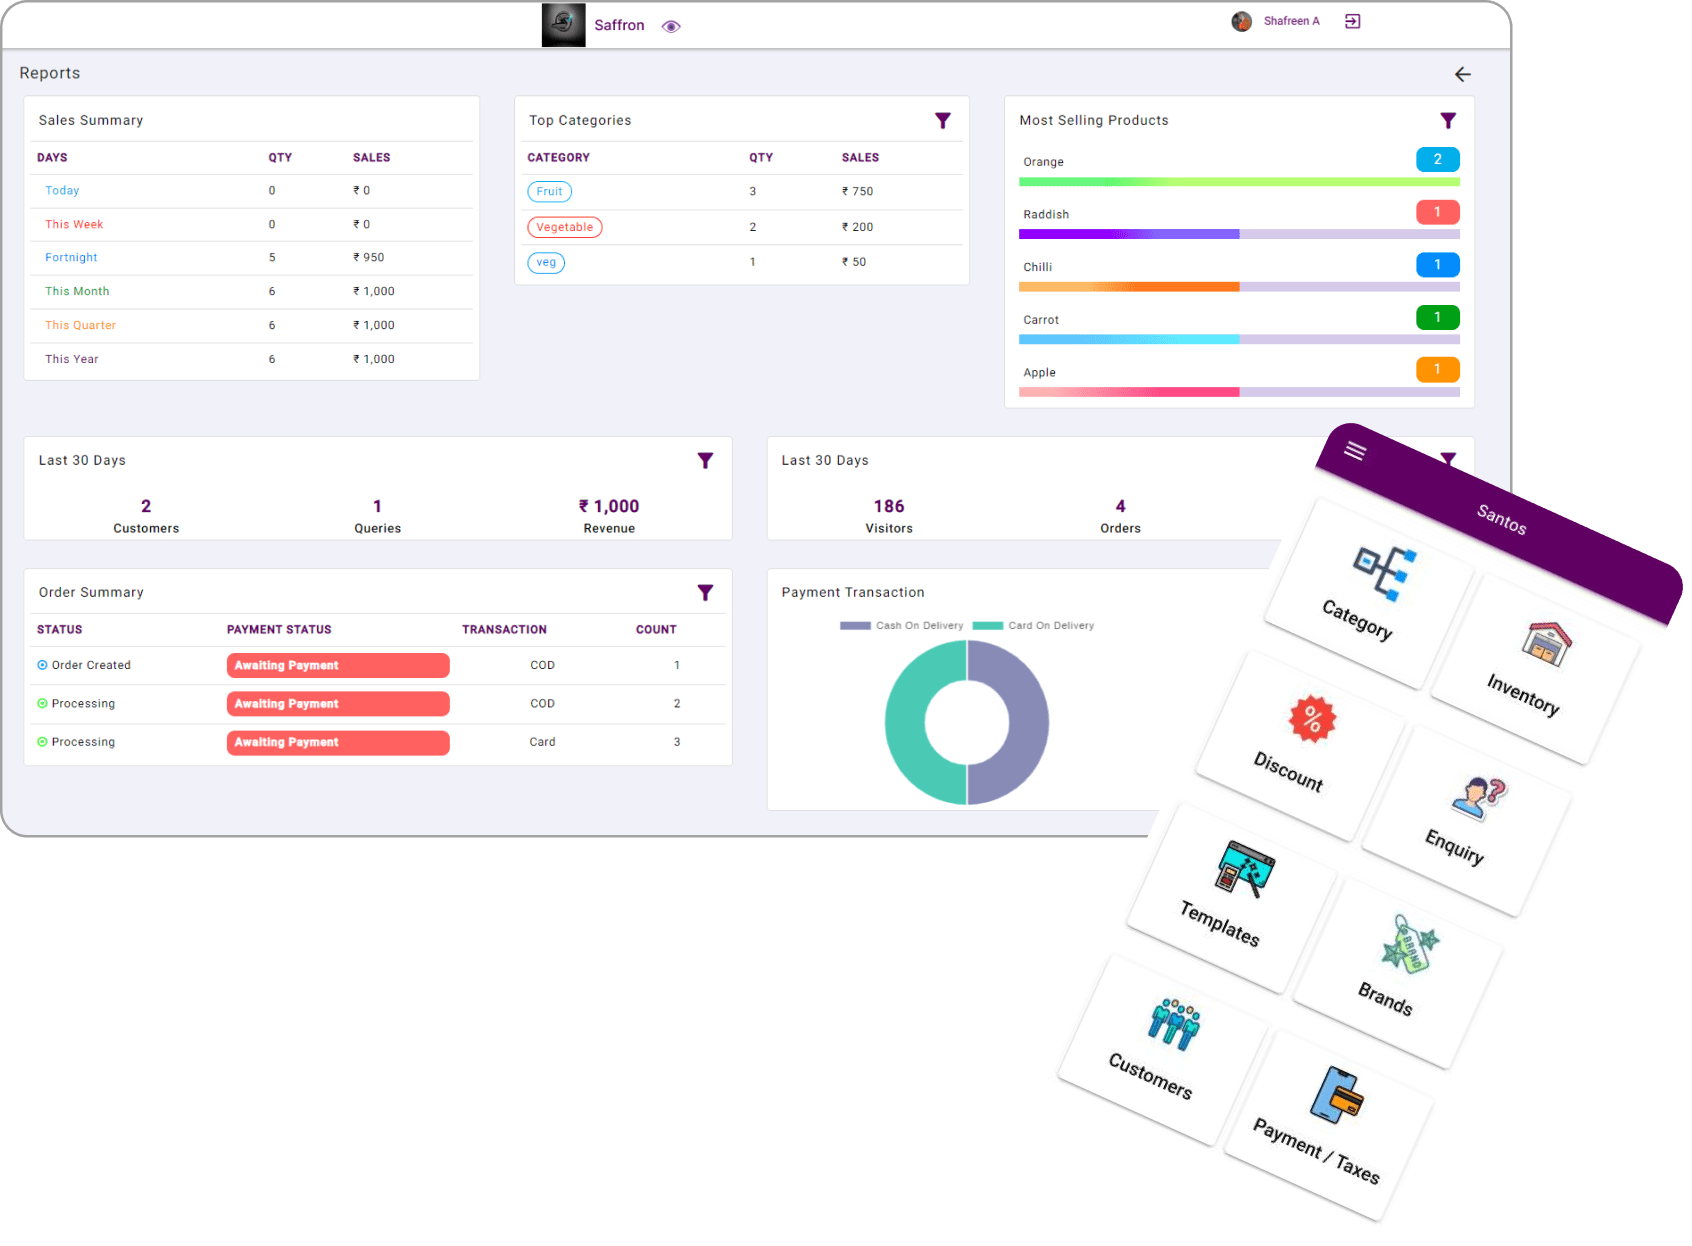 Saffron
Shafreen A
Reports
Sales Summary
DAYS QTY SALES
Today 0 ₹ 0
This Week 0 ₹ 0
Fortnight 5 ₹ 950
This Month 6 ₹ 1,000
This Quarter 6 ₹ 1,000
This Year 6 ₹ 1,000
Top Categories
CATEGORY QTY SALES
Fruit 3 ₹ 750
Vegetable 2 ₹ 200
veg 1 ₹ 50
Most Selling Products
Orange 2
Raddish 1
Chilli 1
Carrot 1
Apple 1
Last 30 Days
2 1 ₹ 1,000
Customers Queries Revenue
Last 30 Days
186 4
Visitors Orders
Order Summary
STATUS PAYMENT STATUS TRANSACTION COUNT
Order Created Awaiting Payment COD 1
Processing Awaiting Payment COD 2
Processing Awaiting Payment Card 3
Payment Transaction
Cash On Delivery Card On Delivery
Santos
Category
Inventory
%
Discount
Enquiry
Templates
BRAND
Brands
Customers
Payment / Taxes